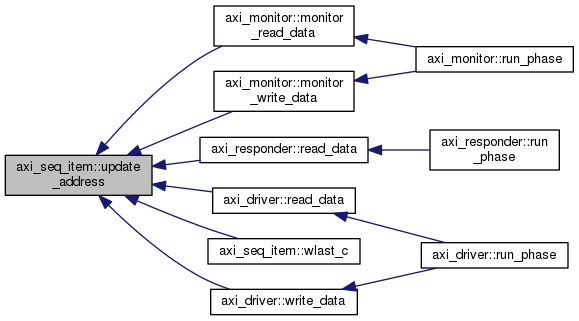 axi_monitor::monitor
_read_data
axi_monitor::run_phase
axi_monitor::monitor
_write_data
axi_responder::read_data
axi_responder::run
_phase
axi_seq_item::update
_address
axi_driver::read_data
axi_seq_item::wlast_c
axi_driver::run_phase
axi_driver::write_data